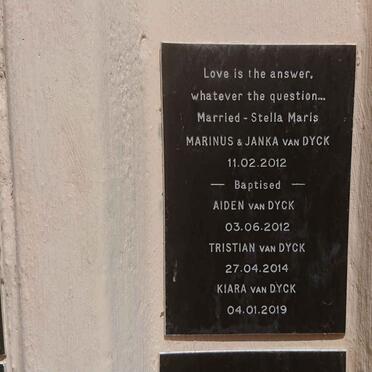 Love is the answer,
whatever the question...
Married - Stella Maris
MARINUS & JANKA VAN DYCK
11.02.2012
— Baptised —
AIDEN VAN DYCK
03.06.2012
TRISTIAN VAN DYCK
27.04.2014
KIARA VAN DYCK
04.01.2019